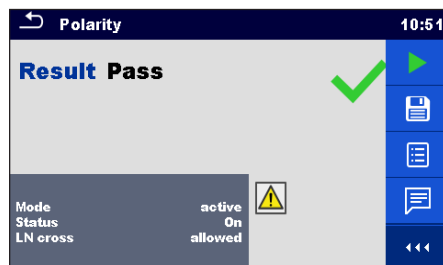 Polarity 10:51
Result Pass
Mode active
Status On
LN cross allowed